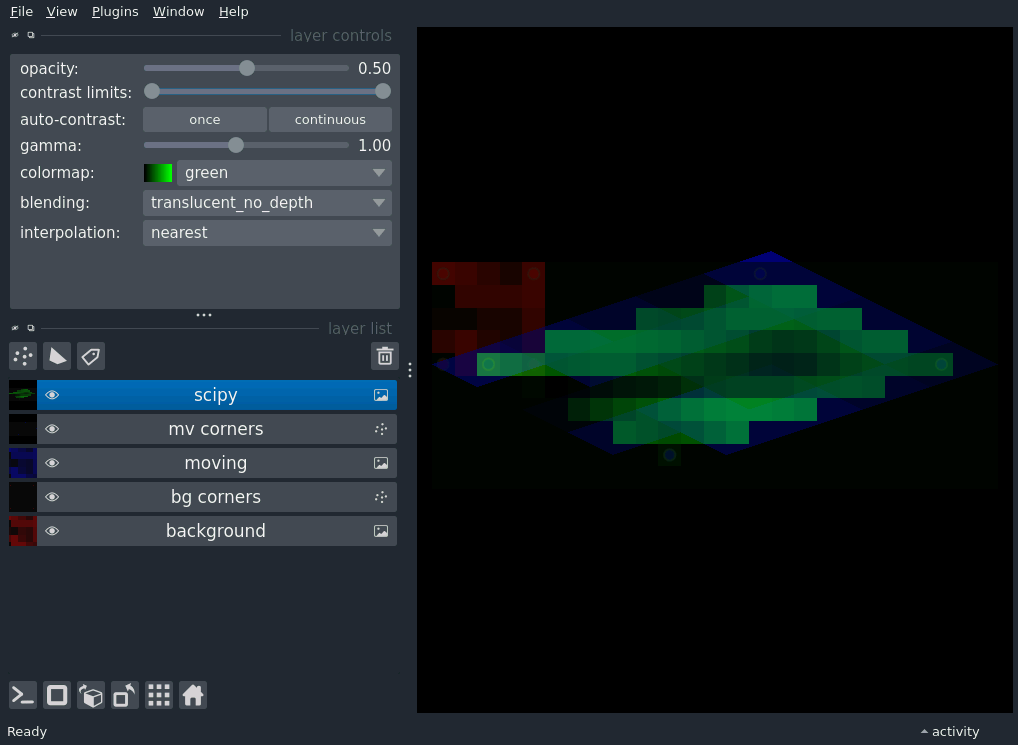 File View Plugins Window Help
layer controls
opacity: 0.50
contrast limits:
auto-contrast: once continuous
gamma: 1.00
colormap: green
blending: translucent_no_depth
interpolation: nearest
layer list
scipy
mv corners
moving
bg corners
background
Ready activity